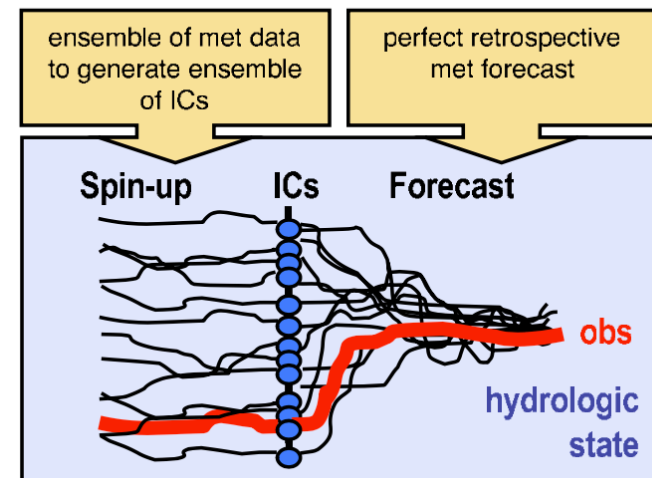 ensemble of met data
to generate ensemble
of ICs
perfect retrospective
met forecast
Spin-up ICs Forecast
obs
hydrologic
state